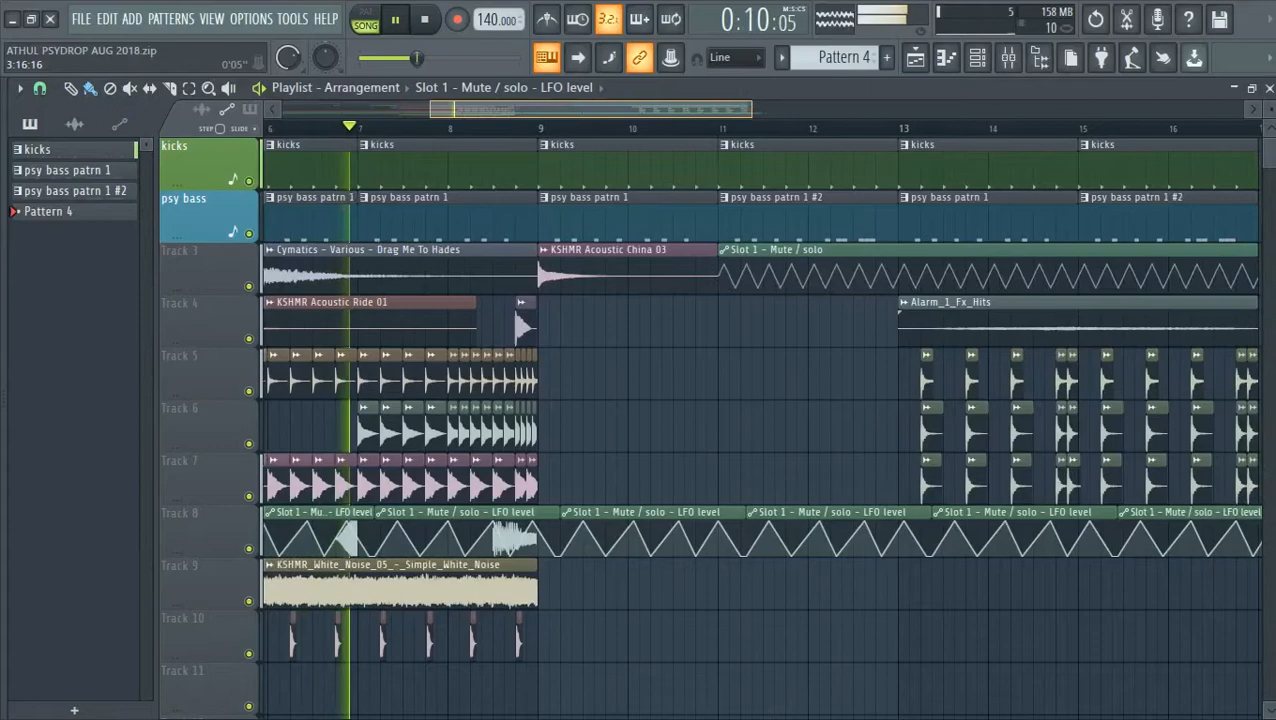 FILE EDIT ADD PATTERNS VIEW OPTIONS TOOLS HELP
PAT
SONG
140.000
3.2.
0:10:05
M:S:CS
5
158 MB
10
ATHUL PSYDROP AUG 2018.zip
3:16:16
0'05"
Line
Pattern 4
Playlist - Arrangement
Slot 1 - Mute / solo - LFO level
STEP
SLIDE
6
7
8
9
10
11
12
13
14
15
16
kicks
psy bass patrn 1
psy bass patrn 1 #2
Pattern 4
kicks
kicks
kicks
kicks
kicks
kicks
kicks
psy bass
psy bass patrn 1
psy bass patrn 1
psy bass patrn 1
psy bass patrn 1 #2
psy bass patrn 1
psy bass patrn 1 #2
Track 3
Cymatics - Various - Drag Me To Hades
KSHMR Acoustic China 03
Slot 1 - Mute / solo
Track 4
KSHMR Acoustic Ride 01
Alarm_1_Fx_Hits
Track 5
Track 6
Track 7
Track 8
Slot 1 - Mu.. - LFO level
Slot 1 - Mute / solo - LFO level
Slot 1 - Mute / solo - LFO level
Slot 1 - Mute / solo - LFO level
Slot 1 - Mute / solo - LFO level
Slot 1 - Mute / solo - LFO level
Track 9
KSHMR_White_Noise_05_-_Simple_White_Noise
Track 10
Track 11